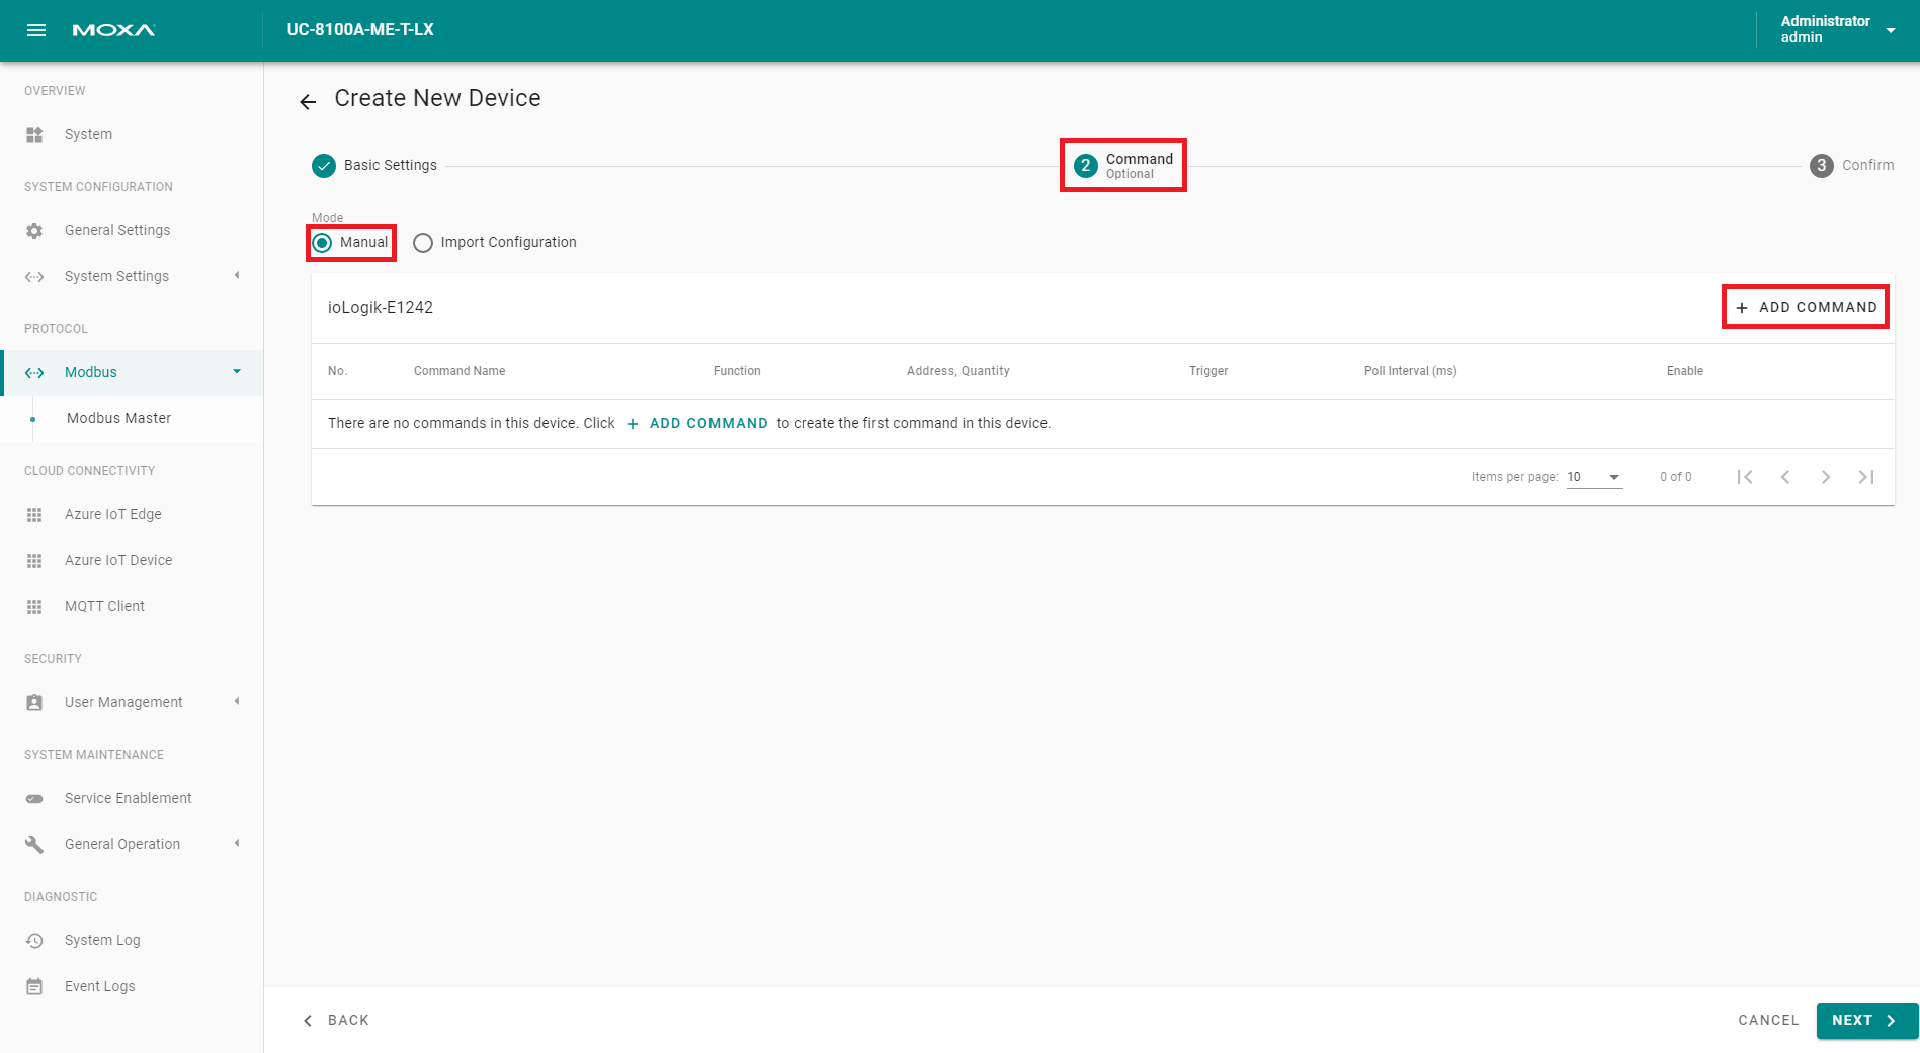 MOXA
UC-8100A-ME-T-LX
Administrator
admin
OVERVIEW
System
SYSTEM CONFIGURATION
General Settings
System Settings
PROTOCOL
Modbus
Modbus Master
CLOUD CONNECTIVITY
Azure IoT Edge
Azure IoT Device
MQTT Client
SECURITY
User Management
SYSTEM MAINTENANCE
Service Enablement
General Operation
DIAGNOSTIC
System Log
Event Logs
Create New Device
Basic Settings
2 Command
Optional
3 Confirm
Mode
Manual Import Configuration
ioLogik-E1242
+ ADD COMMAND
No. Command Name Function Address, Quantity Trigger Poll Interval (ms) Enable
There are no commands in this device. Click + ADD COMMAND to create the first command in this device.
Items per page: 10 0 of 0
BACK
CANCEL NEXT